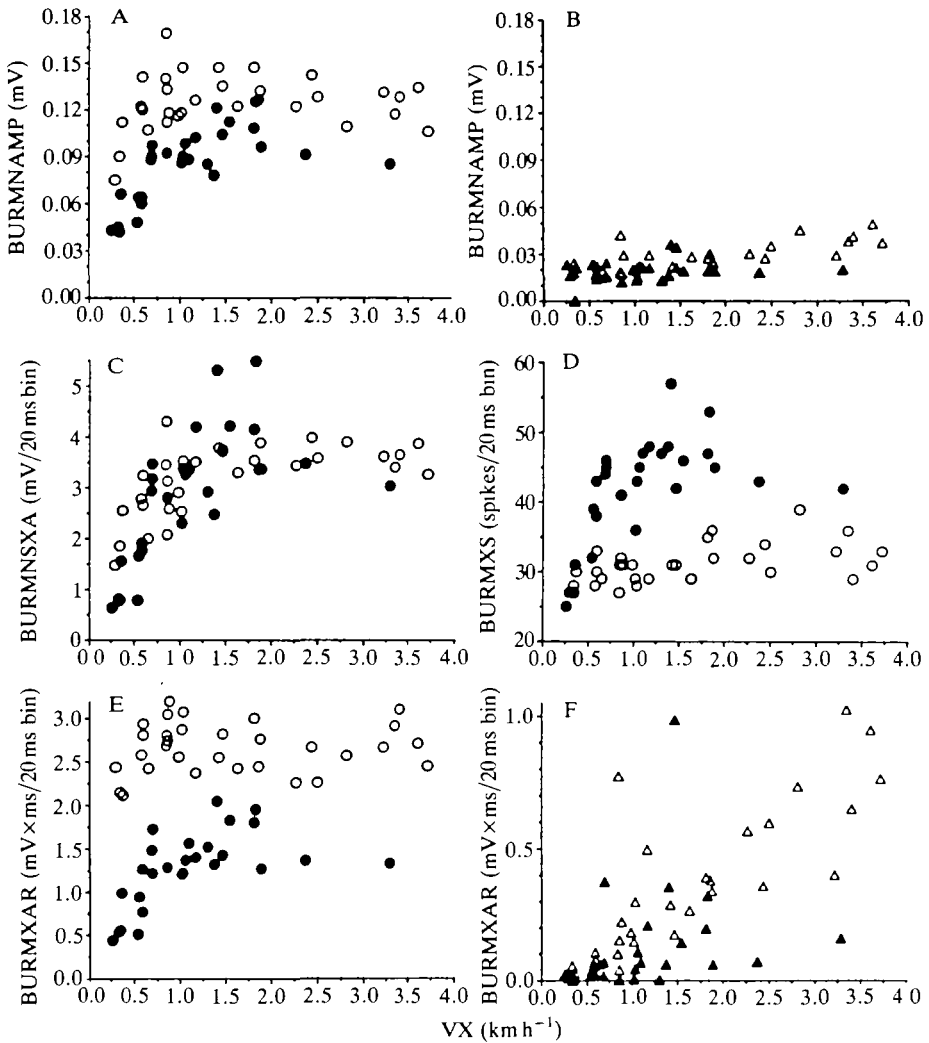 A
BURMNAMP (mV)
0.18
0.15
0.12
0.09
0.06
0.03
0.00
0.0 0.5 1.0 1.5 2.0 2.5 3.0 3.5 4.0
B
BURMNAMP (mV)
0.18
0.15
0.12
0.09
0.06
0.03
0.00
0.0 0.5 1.0 1.5 2.0 2.5 3.0 3.5 4.0
C
BURMNSXA (mV/20 ms bin)
5
4
3
2
1
0
0.0 0.5 1.0 1.5 2.0 2.5 3.0 3.5 4.0
D
BURMXS (spikes/20 ms bin)
60
50
40
30
20
0.0 0.5 1.0 1.5 2.0 2.5 3.0 3.5 4.0
E
BURMXAR (mV×ms/20 ms bin)
3.0
2.5
2.0
1.5
1.0
0.5
0.0
0.0 0.5 1.0 1.5 2.0 2.5 3.0 3.5 4.0
F
BURMXAR (mV×ms/20 ms bin)
1.0
0.5
0.0
0.0 0.5 1.0 1.5 2.0 2.5 3.0 3.5 4.0
VX (km h⁻¹)